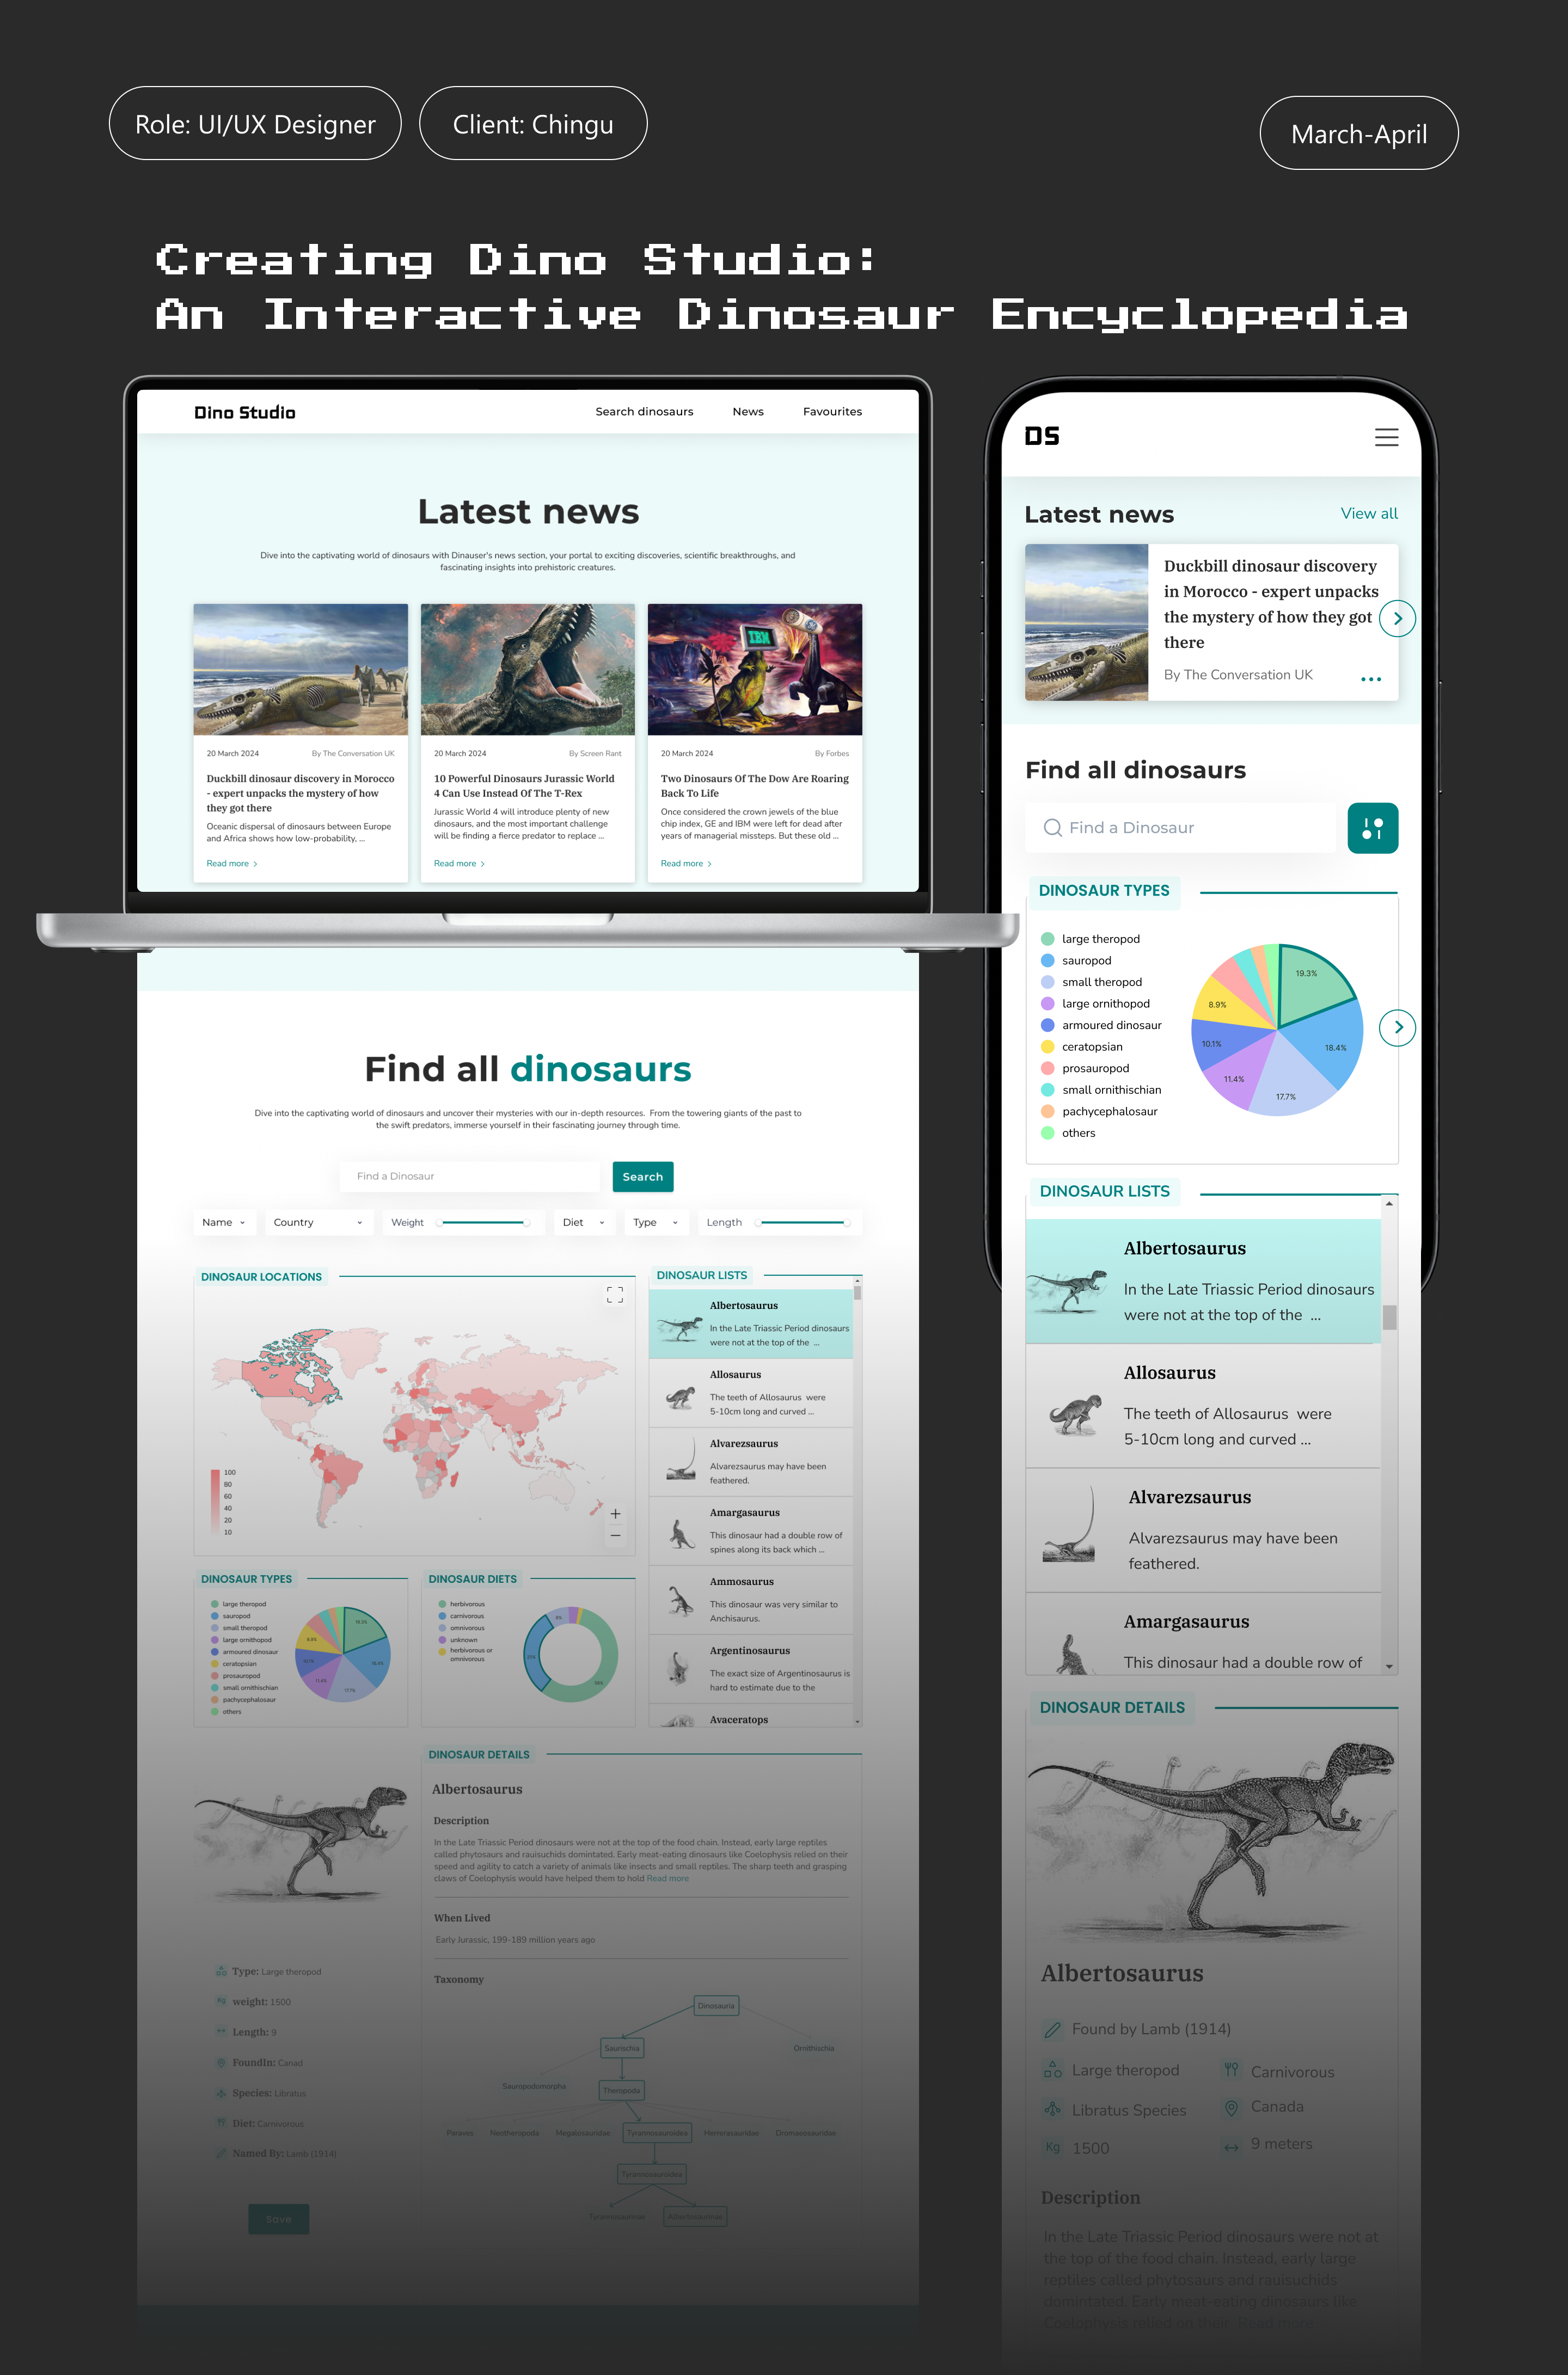 Role: UI/UX Designer
Client: Chingu
March-April
Creating Dino Studio:
An Interactive Dinosaur Encyclopedia
Dino Studio
Search dinosaurs
News
Favourites
Latest news
Dive into the captivating world of dinosaurs with Dinauser's news section, your portal to exciting discoveries, scientific breakthroughs, and
fascinating insights into prehistoric creatures.
IBM
20 March 2024
By The Conversation UK
Duckbill dinosaur discovery in Morocco
- expert unpacks the mystery of how
they got there
Oceanic dispersal of dinosaurs between Europe
and Africa shows how low-probability, ...
Read more
20 March 2024
By Screen Rant
10 Powerful Dinosaurs Jurassic World
4 Can Use Instead Of The T-Rex
Jurassic World 4 will introduce plenty of new
dinosaurs, and the most important challenge
will be finding a fierce predator to replace ...
Read more
20 March 2024
By Forbes
Two Dinosaurs Of The Dow Are Roaring
Back To Life
Once considered the crown jewels of the blue
chip index, GE and IBM were left for dead after
years of managerial missteps. But these old ...
Read more
Find all dinosaurs
Dive into the captivating world of dinosaurs and uncover their mysteries with our in-depth resources. From the towering giants of the past to
the swift predators, immerse yourself in their fascinating journey through time.
Find a Dinosaur
Search
Name
Country
Weight
Diet
Type
Length
DINOSAUR LOCATIONS
100
80
60
40
20
10
DINOSAUR LISTS
Albertosaurus
In the Late Triassic Period dinosaurs
were not at the top of the ...
Allosaurus
The teeth of Allosaurus were
5-10cm long and curved ...
Alvarezsaurus
Alvarezsaurus may have been
feathered.
Amargasaurus
This dinosaur had a double row of
spines along its back which ...
Ammosaurus
This dinosaur was very similar to
Anchisaurus.
Argentinosaurus
The exact size of Argentinosaurus is
hard to estimate due to the
Avaceratops
DINOSAUR TYPES
large theropod
sauropod
small theropod
large ornithopod
armoured dinosaur
ceratopsian
prosauropod
small ornithischian
pachycephalosaur
others
19.3%
18.4%
17.7%
11.4%
10.1%
8.9%
DINOSAUR DIETS
herbivorous
carnivorous
omnivorous
unknown
herbivorous or
omnivorous
DINOSAUR DETAILS
Albertosaurus
Description
In the Late Triassic Period dinosaurs were not at the top of the food chain. Instead, early large reptiles
called phytosaurs and rauisuchids domintated. Early meat-eating dinosaurs like Coelophysis relied on their
speed and agility to catch a variety of animals like insects and small reptiles. The sharp teeth and grasping
claws of Coelophysis would have helped them to hold Read more
When Lived
Early Jurassic, 199-189 million years ago
Taxonomy
Dinosauria
Saurischia
Ornithischia
Sauropodomorpha
Theropoda
Paraves
Neotheropoda
Megalosauridae
Tyrannosauroidea
Herrerasauridae
Dromaeosauridae
Tyrannosauroidea
Type: Large theropod
Kg weight: 1500
Length: 9
FoundIn: Canad
Species: Libratus
Diet: Carnivorous
Named By: Lamb (1914)
Save
DS
Latest news
View all
Duckbill dinosaur discovery
in Morocco - expert unpacks
the mystery of how they got
there
By The Conversation UK
Find all dinosaurs
Find a Dinosaur
DINOSAUR TYPES
large theropod
sauropod
small theropod
large ornithopod
armoured dinosaur
ceratopsian
prosauropod
small ornithischian
pachycephalosaur
others
19.3%
18.4%
17.7%
11.4%
10.1%
8.9%
DINOSAUR LISTS
Albertosaurus
In the Late Triassic Period dinosaurs
were not at the top of the ...
Allosaurus
The teeth of Allosaurus were
5-10cm long and curved ...
Alvarezsaurus
Alvarezsaurus may have been
feathered.
Amargasaurus
This dinosaur had a double row of
DINOSAUR DETAILS
Albertosaurus
Found by Lamb (1914)
Large theropod
Carnivorous
Libratus Species
Canada
Kg 1500
9 meters
Description
In the Late Triassic Period dinosaurs were not at
the top of the food chain. Instead, early large
reptiles called phytosaurs and rauisuchids
domintated. Early meat-eating dinosaurs like
Coelophysis relied on their. Read more